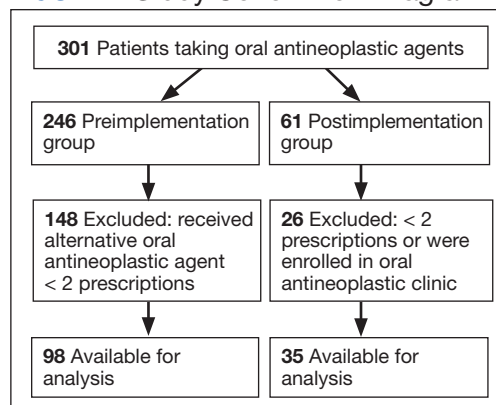 301 Patients taking oral antineoplastic agents
246 Preimplementation
group
61 Postimplementation
group
148 Excluded: received
alternative oral
antineoplastic agent
< 2 prescriptions
26 Excluded: < 2
prescriptions or were
enrolled in oral
antineoplastic clinic
98 Available for
analysis
35 Available for
analysis